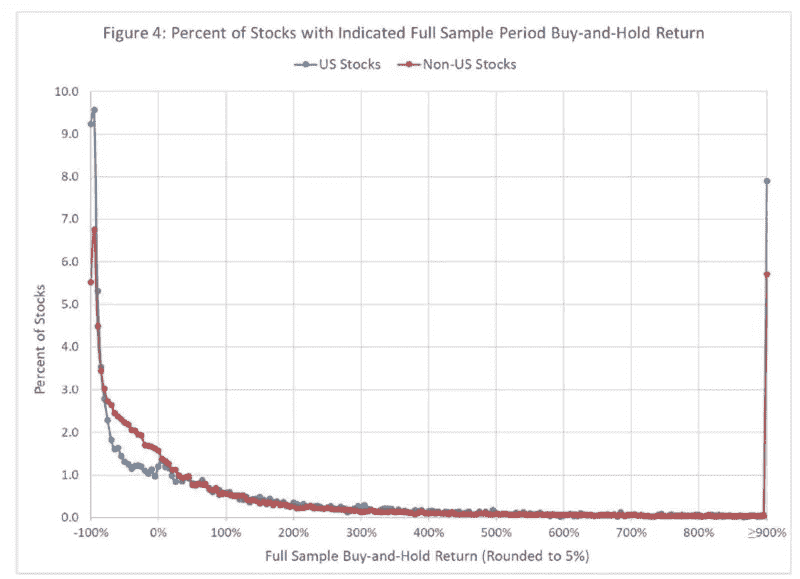 Figure 4: Percent of Stocks with Indicated Full Sample Period Buy-and-Hold Return
US Stocks Non-US Stocks
10.0
9.0
8.0
7.0
6.0
5.0
4.0
3.0
2.0
1.0
0.0
Percent of Stocks
-100% 0% 100% 200% 300% 400% 500% 600% 700% 800% ≥900%
Full Sample Buy-and-Hold Return (Rounded to 5%)